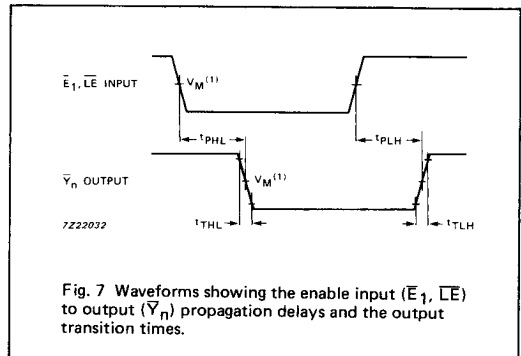 E̅1, L̅E̅ INPUT
VM(1)
tPHL
tPLH
Y̅n OUTPUT
VM(1)
7Z22032
tTHL
tTLH
Fig. 7 Waveforms showing the enable input (E̅1, L̅E̅)
to output (Y̅n) propagation delays and the output
transition times.